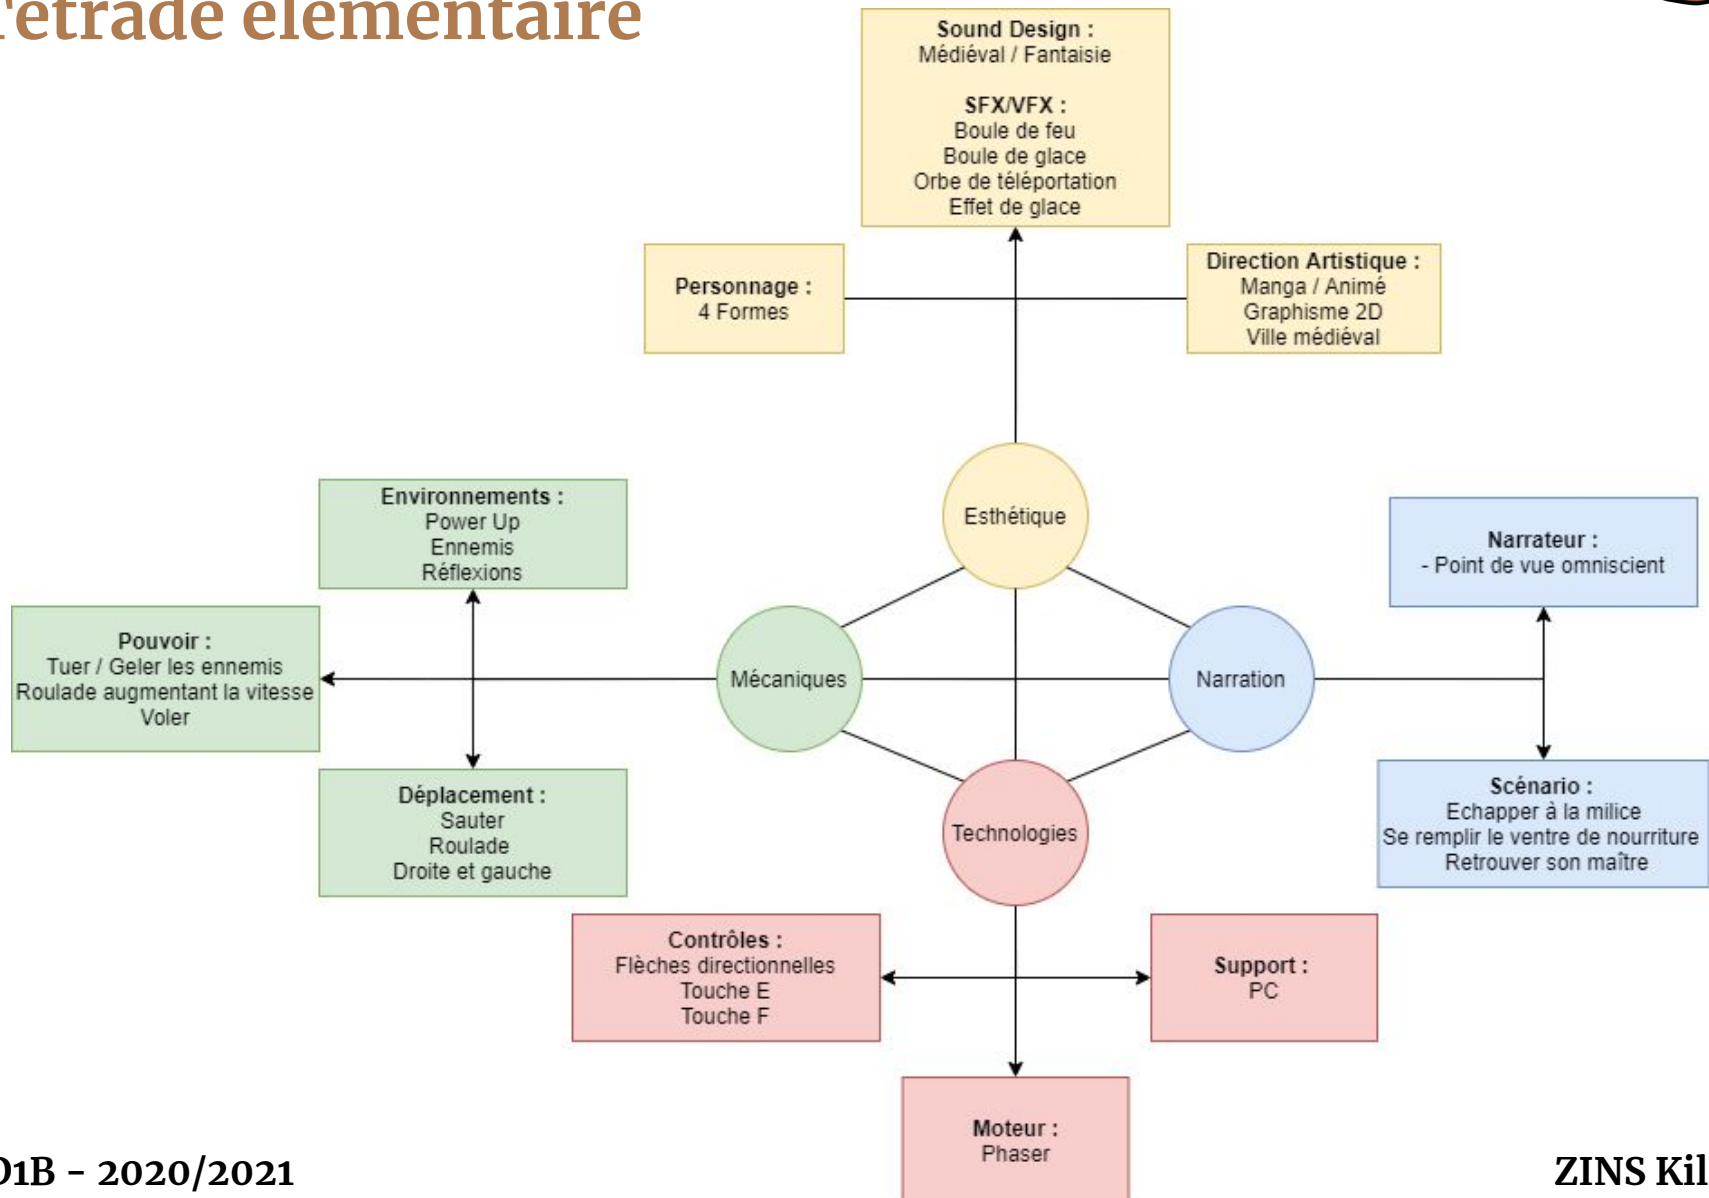 Tétrade élémentaire
Sound Design :
Médiéval / Fantaisie
SFX/VFX :
Boule de feu
Boule de glace
Orbe de téléportation
Effet de glace
Personnage :
4 Formes
Direction Artistique :
Manga / Animé
Graphisme 2D
Ville médiéval
Esthétique
Environnements :
Power Up
Ennemis
Réflexions
Narrateur :
- Point de vue omniscient
Pouvoir :
Tuer / Geler les ennemis
Roulade augmentant la vitesse
Voler
Mécaniques
Narration
Déplacement :
Sauter
Roulade
Droite et gauche
Technologies
Scénario :
Echapper à la milice
Se remplir le ventre de nourriture
Retrouver son maître
Contrôles :
Flèches directionnelles
Touche E
Touche F
Support :
PC
Moteur :
Phaser
D1B - 2020/2021
ZINS Kil